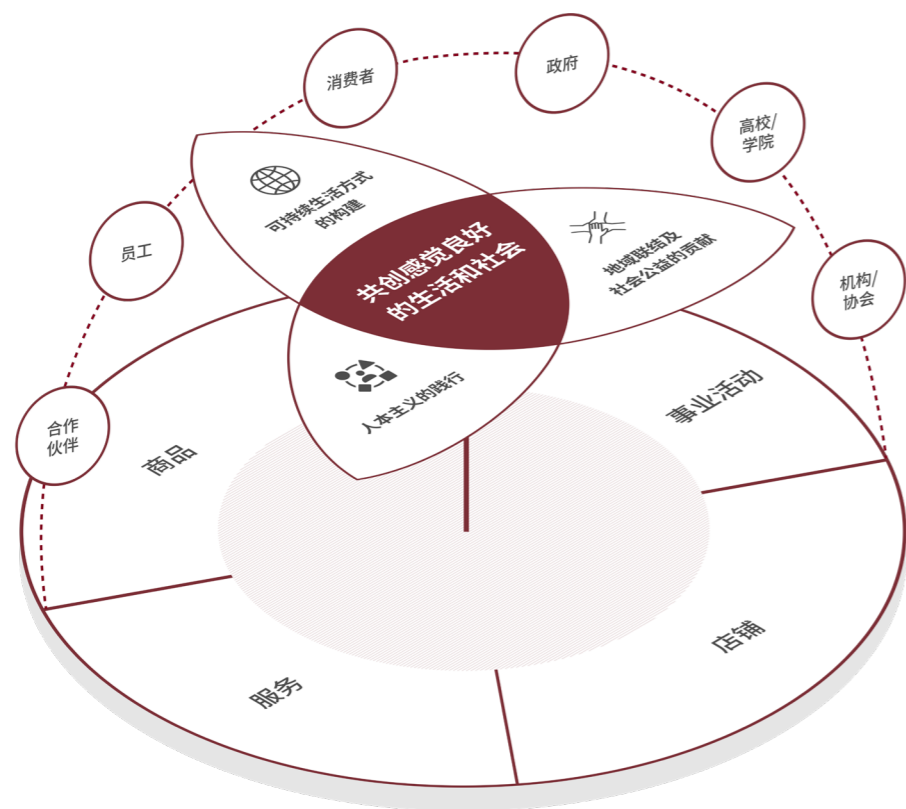 消费者
政府
高校/
学院
员工
机构/
协会
合作
伙伴
可持续生活方式
的构建
地域联结及
社会公益的贡献
共创感觉良好
的生活和社会
人本主义的践行
商品
事业活动
服务
店铺